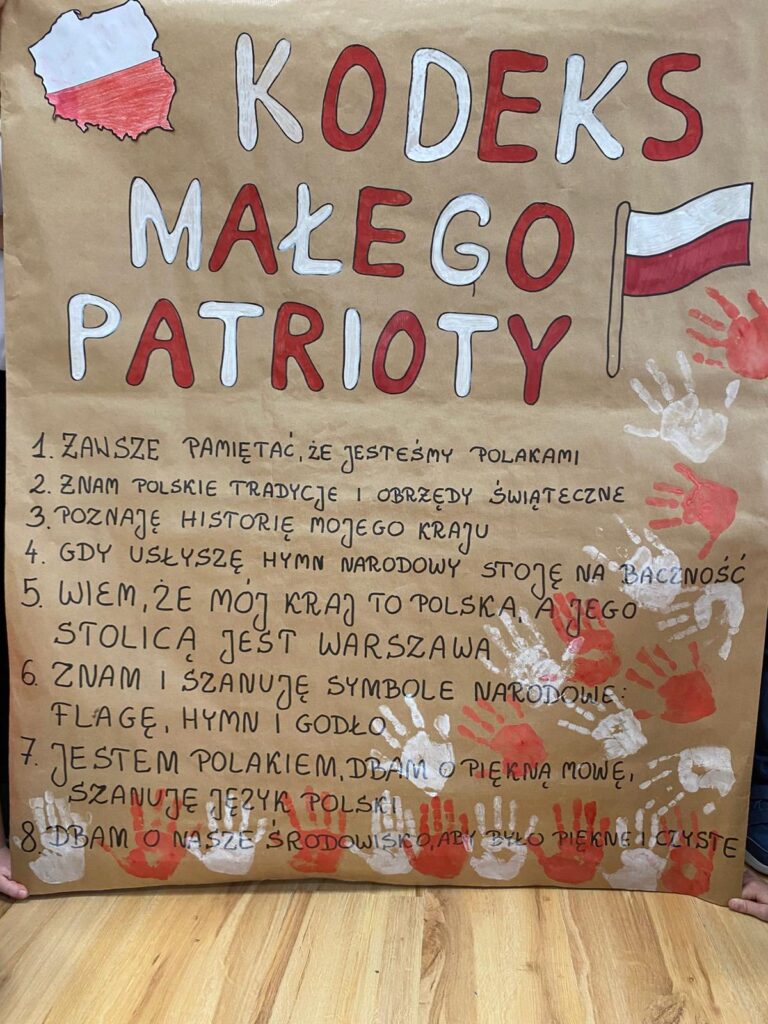 KODEKS
MAŁEGO
PATRIOTY
1. ZAWSZE PAMIĘTAĆ, ŻE JESTEŚMY POLAKAMI
2. ZNAM POLSKIE TRADYCJE I OBRZĘDY ŚWIĄTECZNE
3. POZNAJĘ HISTORIĘ MOJEGO KRAJU
4. GDY USŁYSZĘ HYMN NARODOWY STOJĘ NA BACZNOŚĆ
5. WIEM, ŻE MÓJ KRAJ TO POLSKA, A JEGO
STOLICĄ JEST WARSZAWA
6. ZNAM I SZANUJĘ SYMBOLE NARODOWE:
FLAGĘ, HYMN I GODŁO
7. JESTEM POLAKIEM, DBAM O PIĘKNĄ MOWĘ,
SZANUJĘ JĘZYK POLSKI
8. DBAM O NASZE ŚRODOWISKO, ABY BYŁO PIĘKNE I CZYSTE